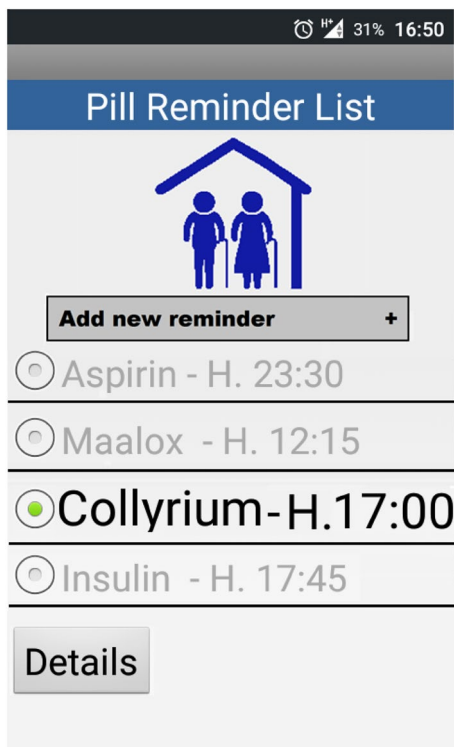 H+ 31% 16:50
Pill Reminder List
Add new reminder +
Aspirin - H. 23:30
Maalox - H. 12:15
Collyrium-H.17:00
Insulin - H. 17:45
Details